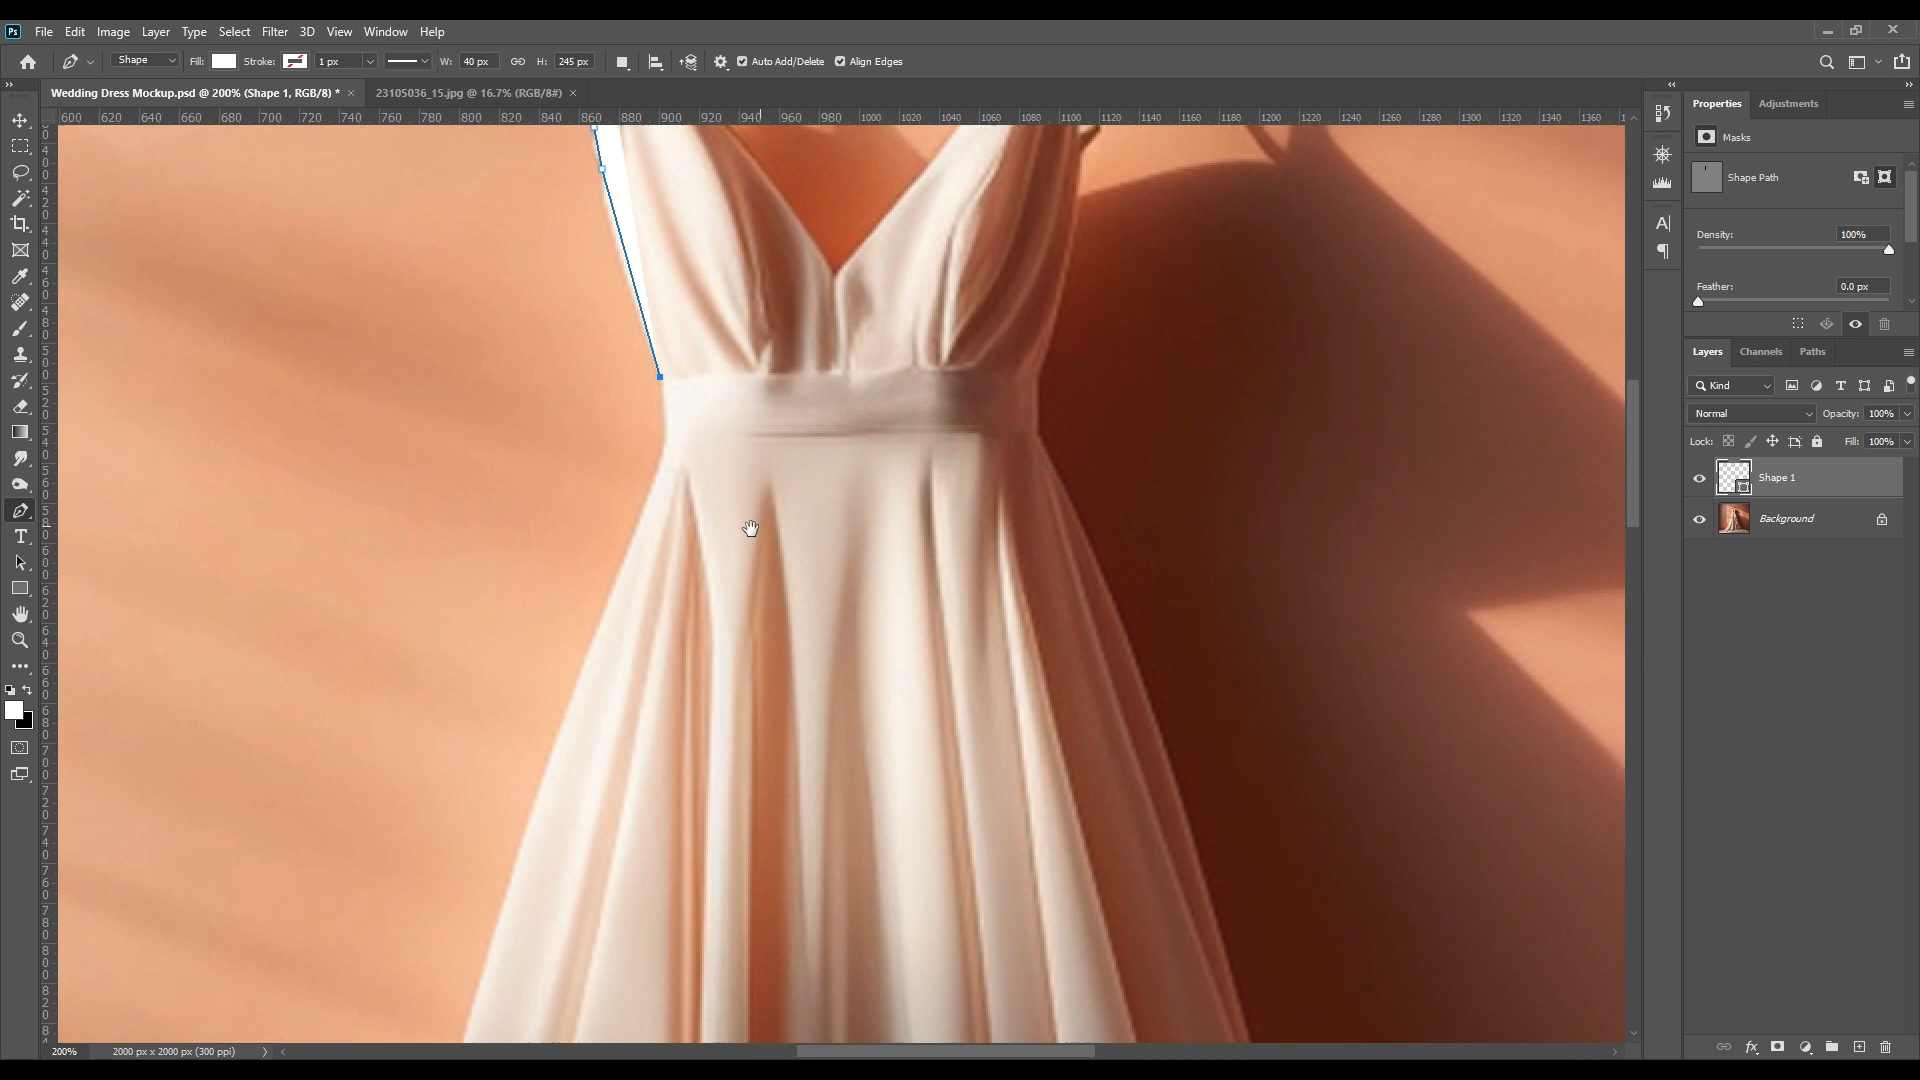 Ps File Edit Image Layer Type Select Filter 3D View Window Help
Shape Fill: Stroke: 1 px W: 40 px H: 245 px Auto Add/Delete Align Edges
Wedding Dress Mockup.psd @ 200% (Shape 1, RGB/8) * × 23105036_15.jpg @ 16.7% (RGB/8#) ×
600 620 640 660 680 700 720 740 760 780 800 820 840 860 880 900 920 940 960 980 1000 1020 1040 1060 1080 1100 1120 1140 1160 1180 1200 1220 1240 1260 1280 1300 1320 1340 1360
Properties Adjustments
Masks
Shape Path
Density: 100%
Feather: 0.0 px
Layers Channels Paths
Kind
Normal Opacity: 100%
Lock: Fill: 100%
Shape 1
Background
200% 2000 px x 2000 px (300 ppi)